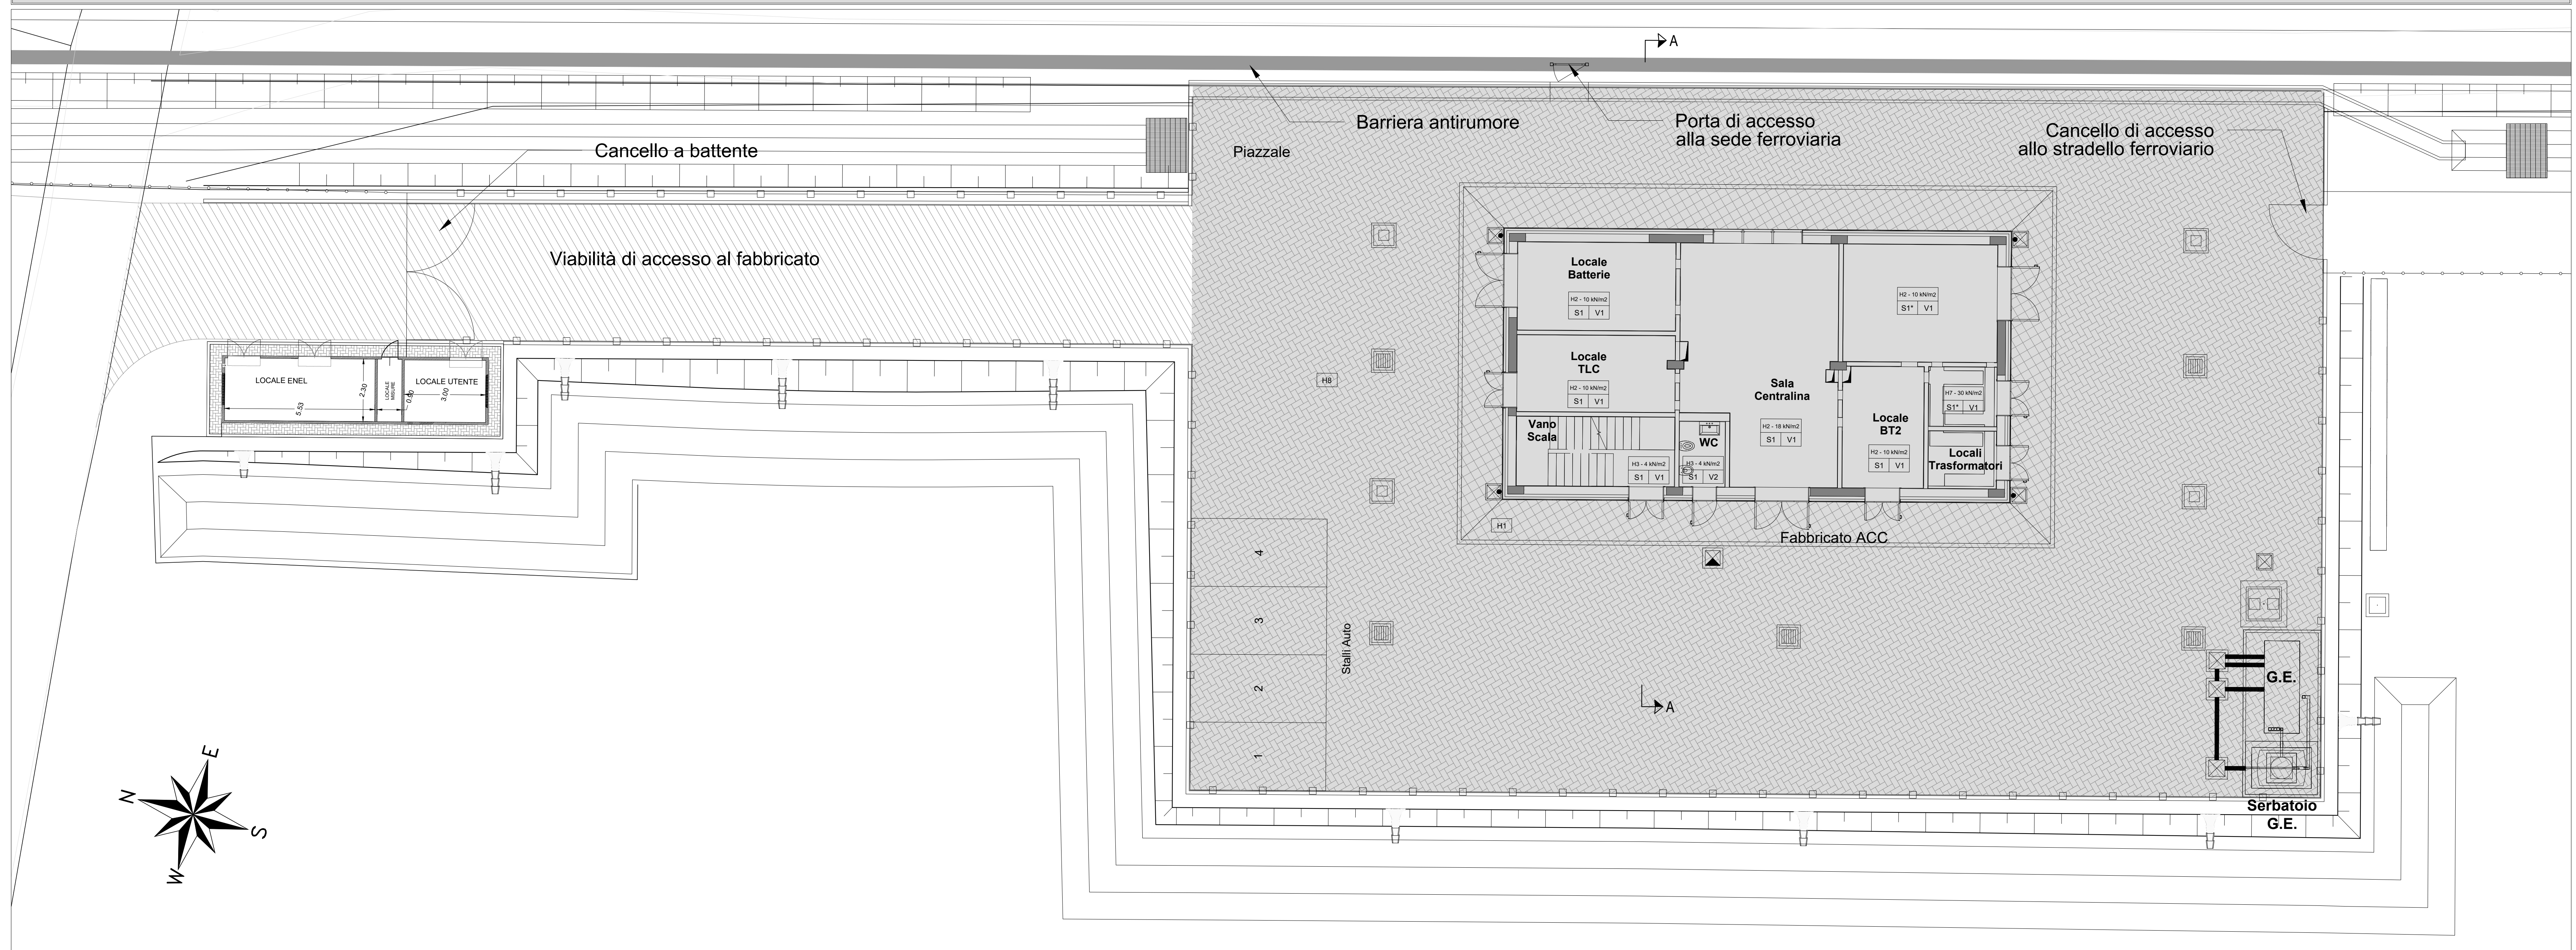 A
Barriera antirumore
Porta di accesso
alla sede ferroviaria
Cancello di accesso
allo stradello ferroviario
Cancello a battente
Piazzale
Viabilità di accesso al fabbricato
Locale
Batterie
H2 - 10 kN/m2
S1 V1
H2 - 10 kN/m2
S1* V1
Locale
TLC
H2 - 10 kN/m2
S1 V1
H8
Sala
Centralina
H2 - 18 kN/m2
S1 V1
H7 - 30 kN/m2
S1* V1
Locale
BT2
H2 - 10 kN/m2
S1 V1
Vano
Scala
H3 - 4 kN/m2
S1 V1
WC
H3 - 4 kN/m2
S1 V2
Locali
Trasformatori
LOCALE ENEL
LOCALE
MISURE
LOCALE UTENTE
5.53
2.30
0.90
3.00
H1
Fabbricato ACC
4
3
2
1
Stalli Auto
A
G.E.
Serbatoio
G.E.
N
E
S
W